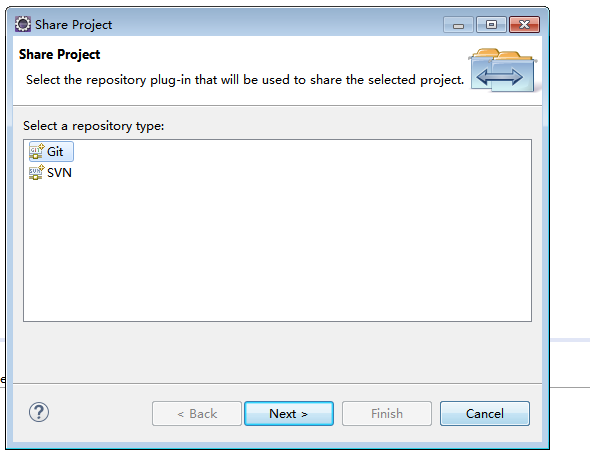 Share Project
Share Project
Select the repository plug-in that will be used to share the selected project.
Select a repository type:
Git
SVN
< Back
Next >
Finish
Cancel